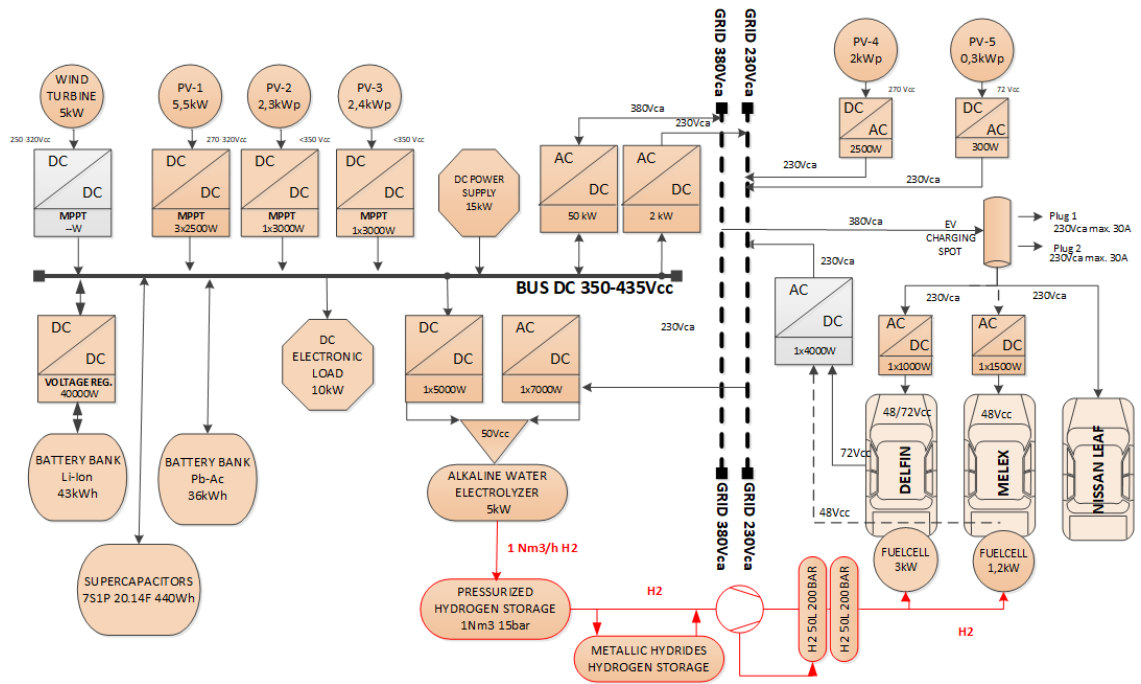 WIND
TURBINE
5kW
PV-1
5,5kW
PV-2
2,3kWp
PV-3
2,4kWp
250-320Vcc
270-320Vcc
<350 Vcc
<350 Vcc
DC
DC
MPPT
--W
DC
DC
MPPT
3x2500W
DC
DC
MPPT
1x3000W
DC
DC
MPPT
1x3000W
DC POWER
SUPPLY
15kW
AC
DC
50 kW
AC
DC
2 kW
380Vca
230Vca
GRID 380Vca
GRID 230Vca
PV-4
2kWp
PV-5
0,3kWp
270 Vcc
72 Vcc
DC
AC
2500W
DC
AC
300W
230Vca
230Vca
380Vca
EV
CHARGING
SPOT
Plug 1
230Vca max. 30A
Plug 2
230Vca max. 30A
BUS DC 350-435Vcc
DC
DC
VOLTAGE REG.
40000W
DC
ELECTRONIC
LOAD
10kW
DC
DC
1x5000W
AC
DC
1x7000W
230Vca
230Vca
AC
DC
1x4000W
230Vca
230Vca
AC
DC
1x1000W
AC
DC
1x1500W
48/72Vcc
48Vcc
72Vcc
48Vcc
DELFIN
MELEX
NISSAN LEAF
50Vcc
BATTERY BANK
Li-Ion
43kWh
BATTERY BANK
Pb-Ac
36kWh
SUPERCAPACITORS
7S1P 20.14F 440Wh
ALKALINE WATER
ELECTROLYZER
5kW
1 Nm3/h H2
GRID 380Vca
GRID 230Vca
FUELCELL
3kW
FUELCELL
1,2kW
PRESSURIZED
HYDROGEN STORAGE
1Nm3 15bar
H2
METALLIC HYDRIDES
HYDROGEN STORAGE
H2 50L 200BAR
H2 50L 200BAR
H2